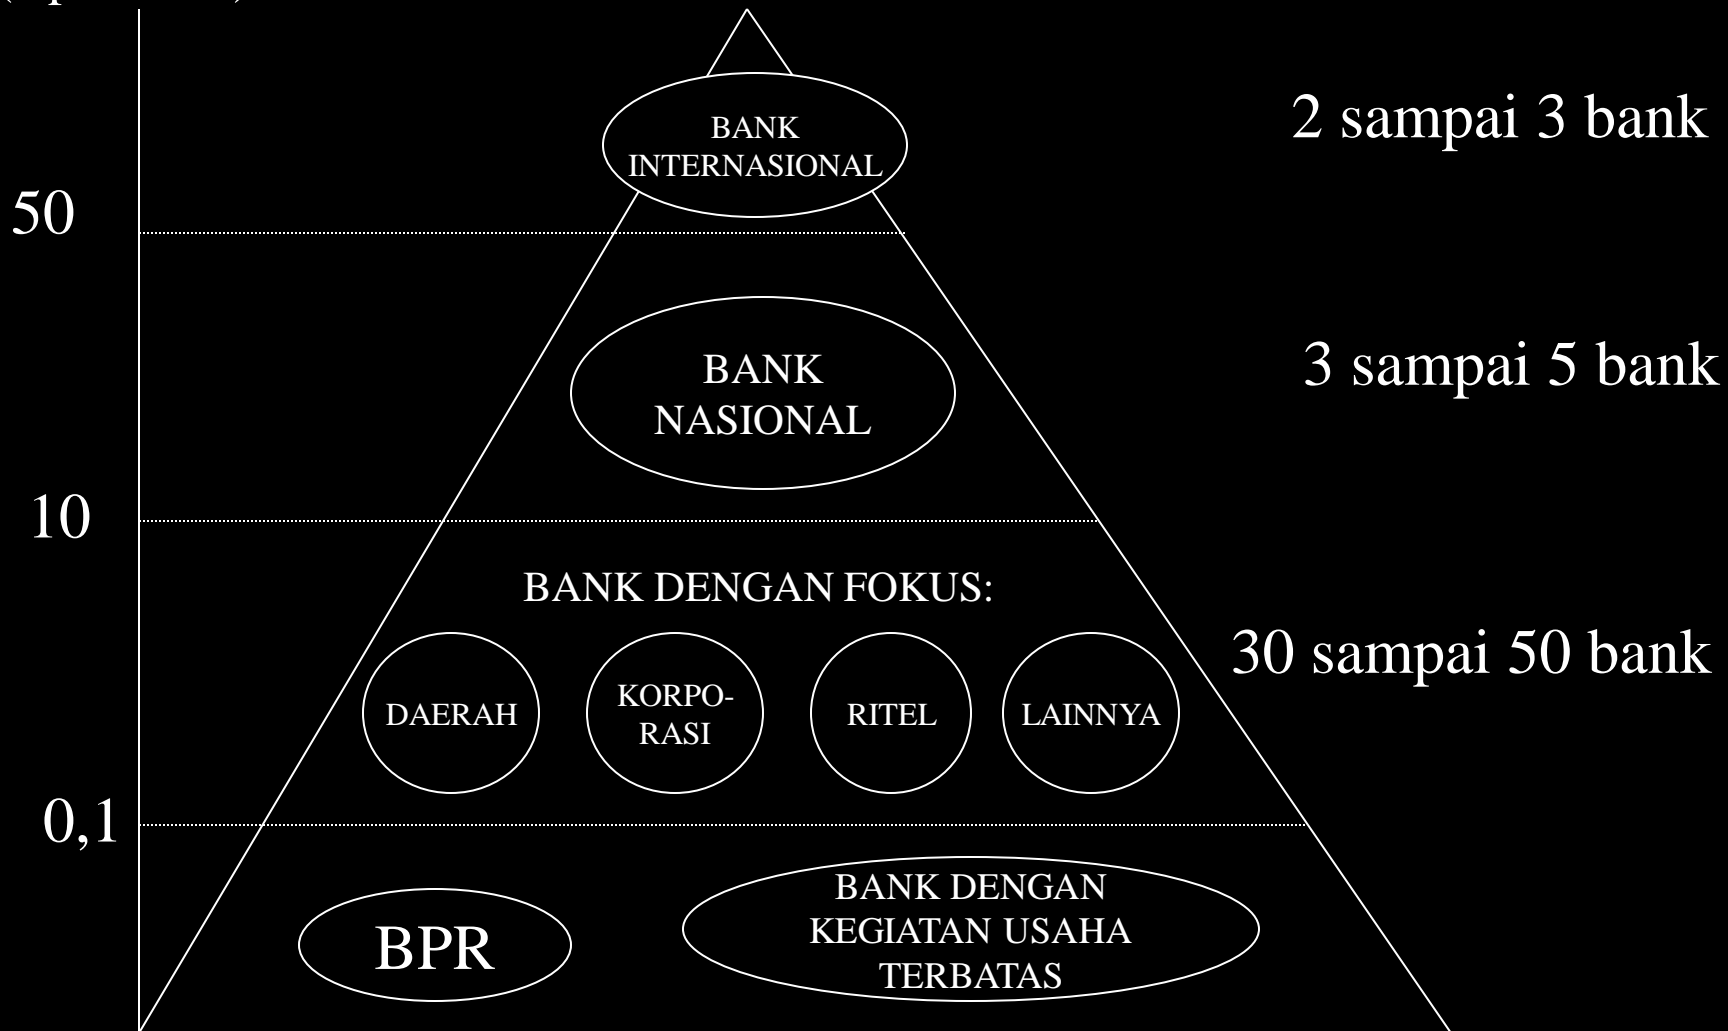 BANK
INTERNASIONAL
2 sampai 3 bank
50
BANK
NASIONAL
3 sampai 5 bank
10
BANK DENGAN FOKUS:
DAERAH
KORPO-
RASI
RITEL
LAINNYA
30 sampai 50 bank
0,1
BPR
BANK DENGAN
KEGIATAN USAHA
TERBATAS